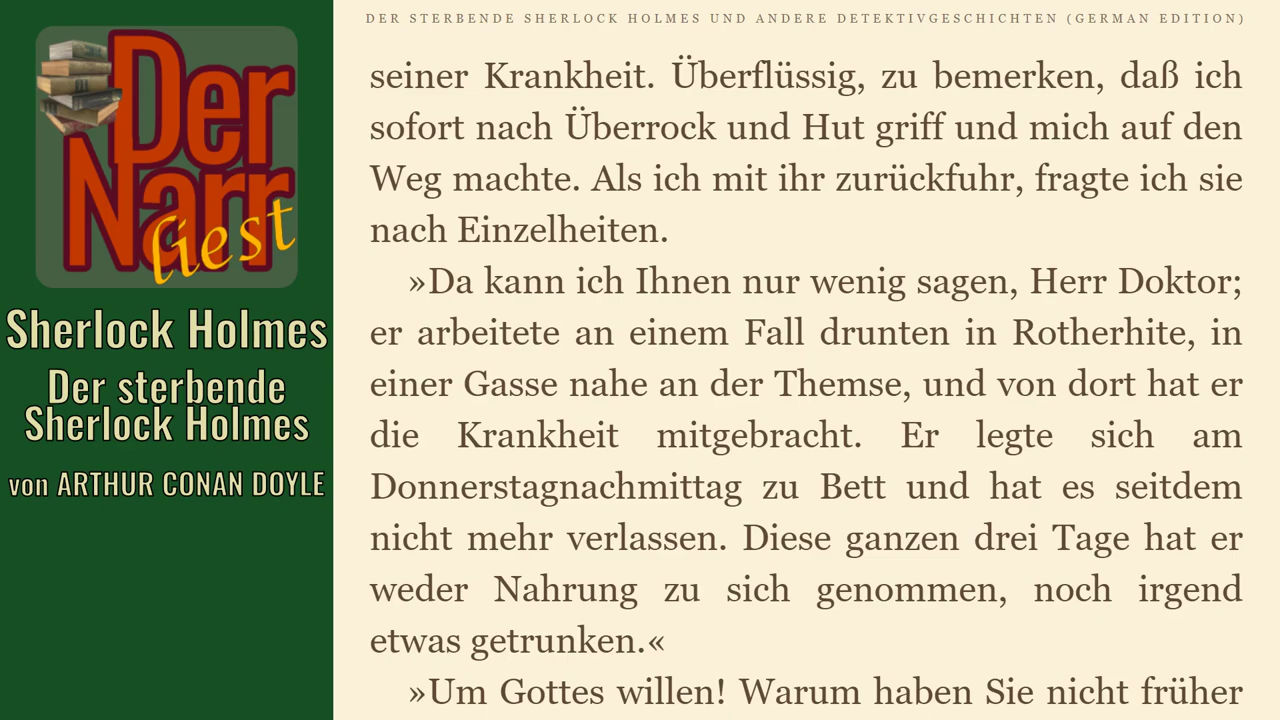 Der
Narr
liest
Sherlock Holmes
Der sterbende
Sherlock Holmes
von ARTHUR CONAN DOYLE
DER STERBENDE SHERLOCK HOLMES UND ANDERE DETEKTIVGESCHICHTEN (GERMAN EDITION)
seiner Krankheit. Überflüssig, zu bemerken, daß ich
sofort nach Überrock und Hut griff und mich auf den
Weg machte. Als ich mit ihr zurückfuhr, fragte ich sie
nach Einzelheiten.
»Da kann ich Ihnen nur wenig sagen, Herr Doktor;
er arbeitete an einem Fall drunten in Rotherhite, in
einer Gasse nahe an der Themse, und von dort hat er
die Krankheit mitgebracht. Er legte sich am
Donnerstagnachmittag zu Bett und hat es seitdem
nicht mehr verlassen. Diese ganzen drei Tage hat er
weder Nahrung zu sich genommen, noch irgend
etwas getrunken.«
»Um Gottes willen! Warum haben Sie nicht früher